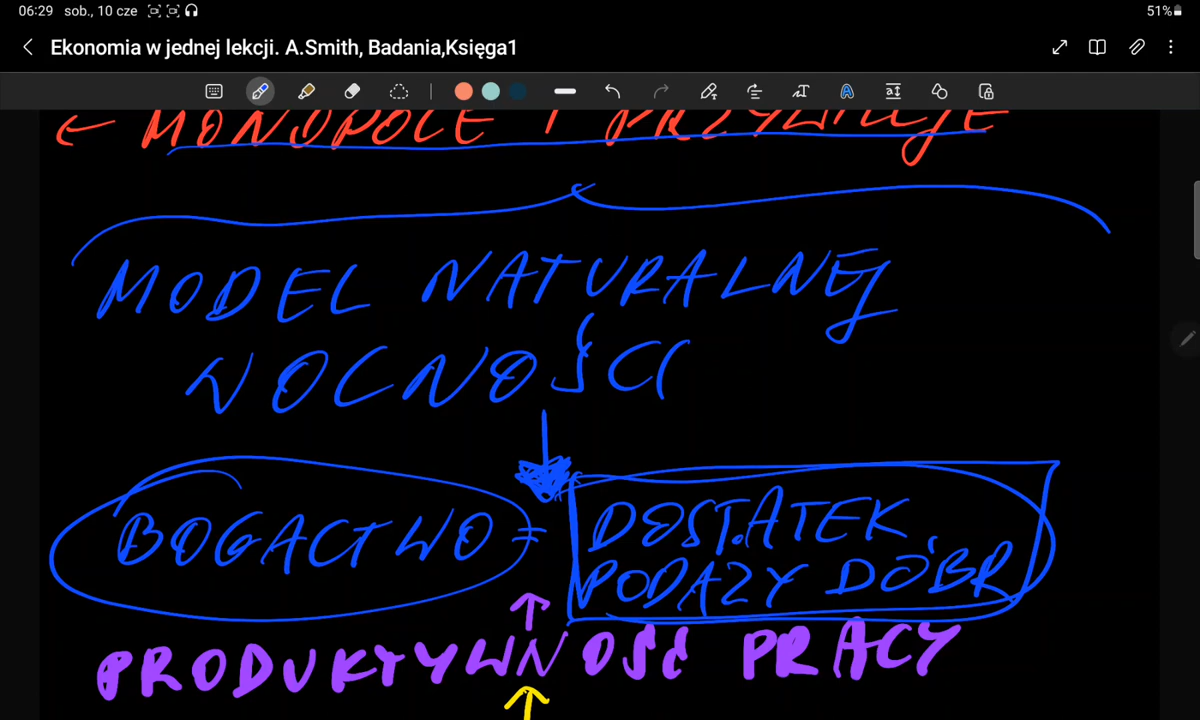 06:29 sob., 10 cze 51%
Ekonomia w jednej lekcji. A.Smith, Badania,Księga1
← MONOPOLE I PRZYWILEJE
MODEL NATURALNEJ
WOLNOŚCI
BOGACTWO = DOSTATEK
PODAŻY DÓBR
PRODUKTYWNOŚĆ PRACY